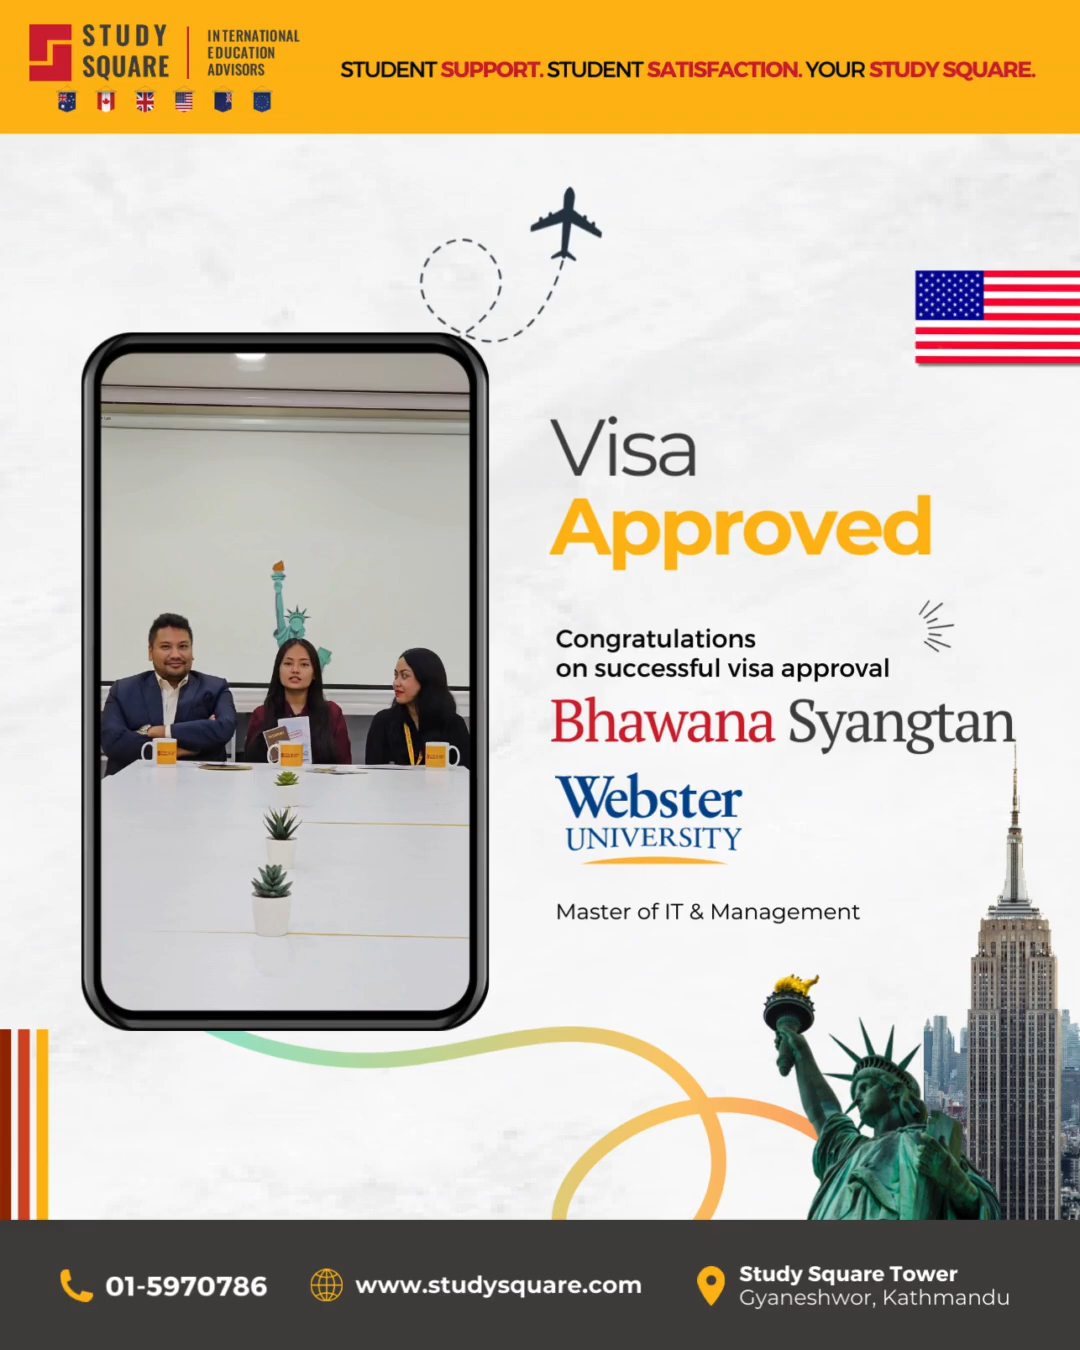 STUDY
SQUARE
INTERNATIONAL
EDUCATION
ADVISORS
STUDENT SUPPORT. STUDENT SATISFACTION. YOUR STUDY SQUARE.
Visa
Approved
Congratulations
on successful visa approval
Bhawana Syangtan
Webster
UNIVERSITY
Master of IT & Management
01-5970786
www.studysquare.com
Study Square Tower
Gyaneshwor, Kathmandu